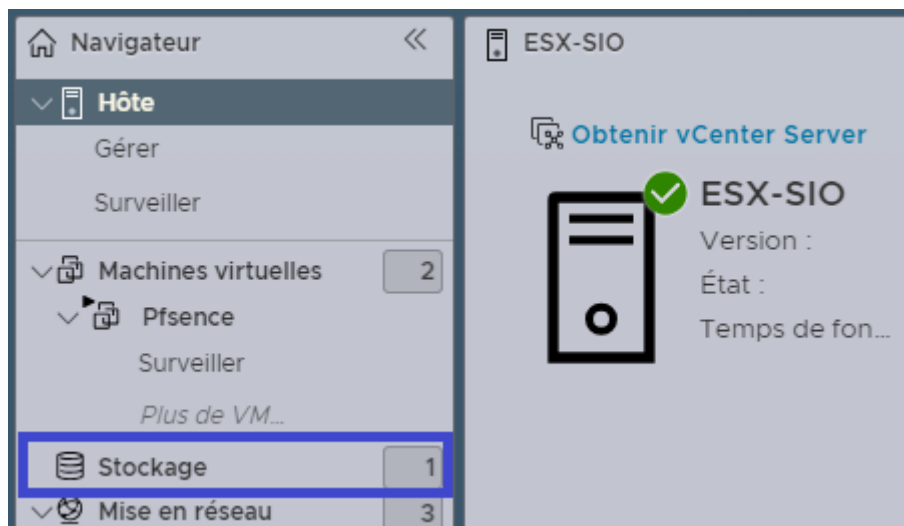 Navigateur
Hôte
Gérer
Surveiller
Machines virtuelles 2
Pfsence
Surveiller
Plus de VM...
Stockage 1
Mise en réseau 3
ESX-SIO
Obtenir vCenter Server
ESX-SIO
Version :
État :
Temps de fon...